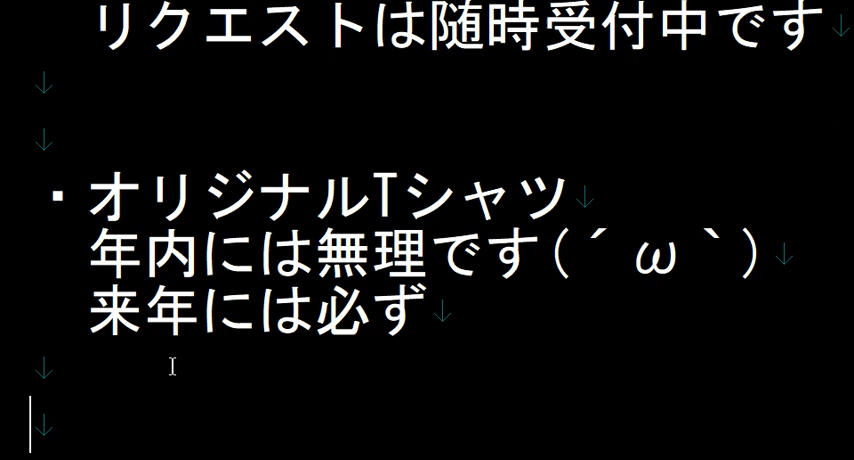 リクエストは随時受付中です↓
↓
↓
・オリジナルTシャツ↓
年内には無理です(´ω｀)↓
来年には必ず↓
↓
↓